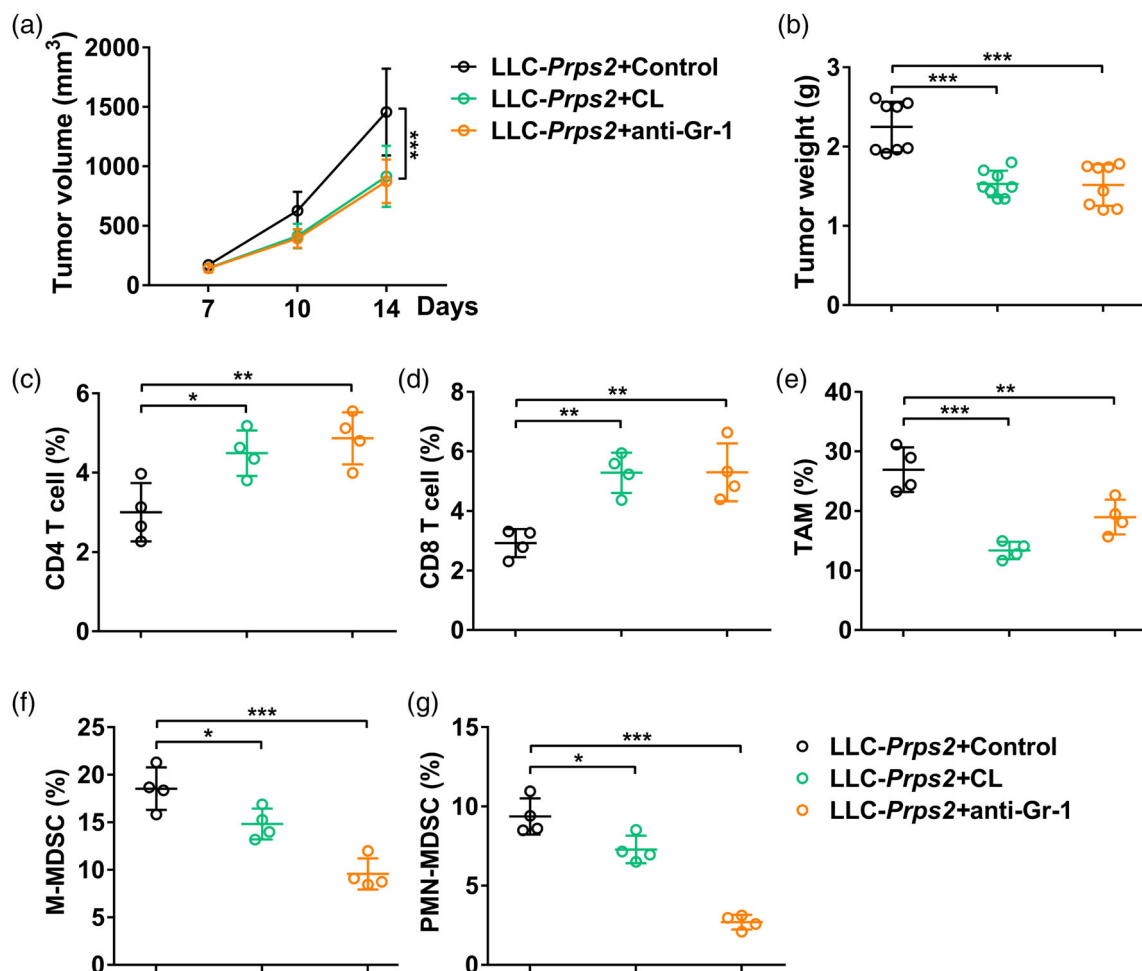 (a)
Tumor volume (mm³)
2000
1500
1000
500
0
7
10
14
Days
***
LLC-Prps2+Control
LLC-Prps2+CL
LLC-Prps2+anti-Gr-1
(b)
Tumor weight (g)
3
2
1
0
***
***
(c)
CD4 T cell (%)
6
4
2
0
**
*
(d)
CD8 T cell (%)
8
6
4
2
0
**
**
(e)
TAM (%)
40
30
20
10
0
**
***
(f)
M-MDSC (%)
25
20
15
10
5
0
***
*
(g)
PMN-MDSC (%)
15
10
5
0
***
*
LLC-Prps2+Control
LLC-Prps2+CL
LLC-Prps2+anti-Gr-1